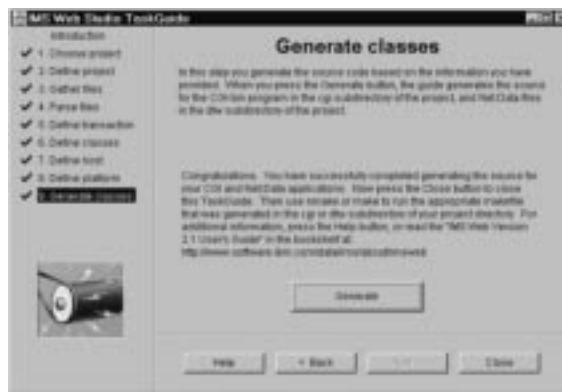 IMS Web Studio TaskGuide
Introduction
1. Choose project
2. Define project
3. Gather files
4. Parse files
5. Define transaction
6. Define classes
7. Define host
8. Define platform
9. Generate classes
Generate classes
In this step you generate the source code based on the information you have
provided. When you press the Generate button, the guide generates the source
for the CGI-bin program in the cgi subdirectory of the project, and Net.Data files
in the dtw subdirectory of the project.
Congratulations. You have successfully completed generating the source for
your CGI and Net.Data applications. Now press the Close button to close
this TaskGuide. Then use nmake or make to run the appropriate makefile
that was generated in the cgi or dtw subdirectory of your project directory. For
additional information, press the Help button, or read the "IMS Web Version
2.1 User's Guide" in the bookshelf at:
Generate
Help
< Back
Close